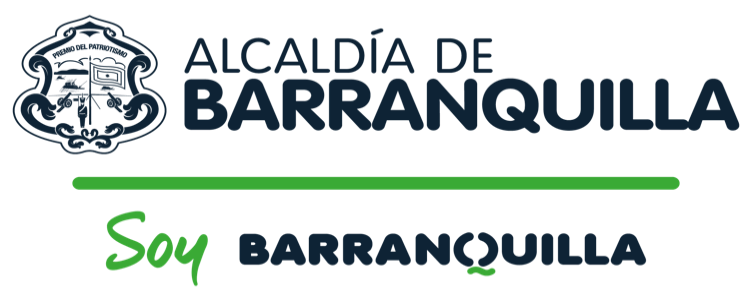 PREMIO DEL PATRIOTISMO
ALCALDÍA DE
BARRANQUILLA
Soy BARRANQUILLA